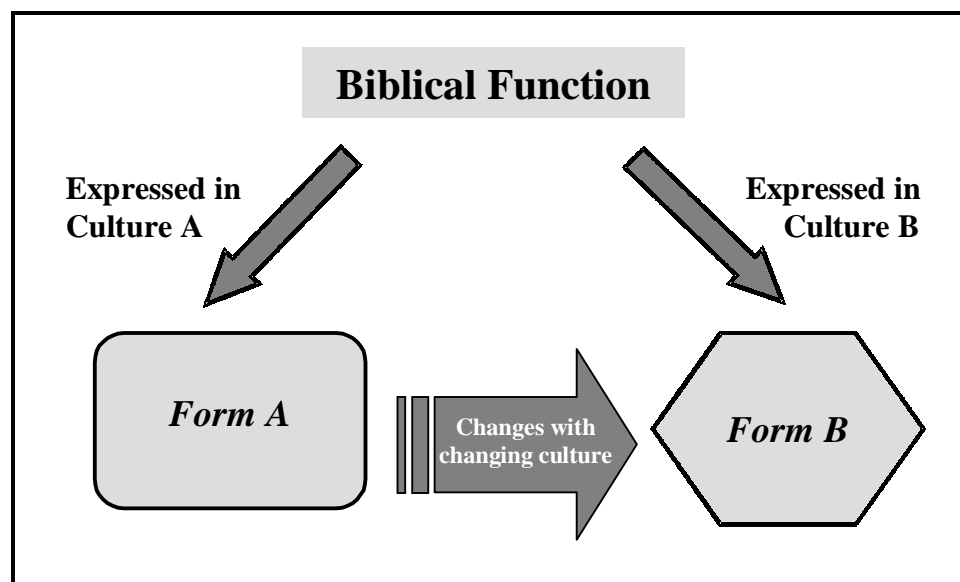 Biblical Function
Expressed in
Culture A
Expressed in
Culture B
Form A
Changes with
changing culture
Form B